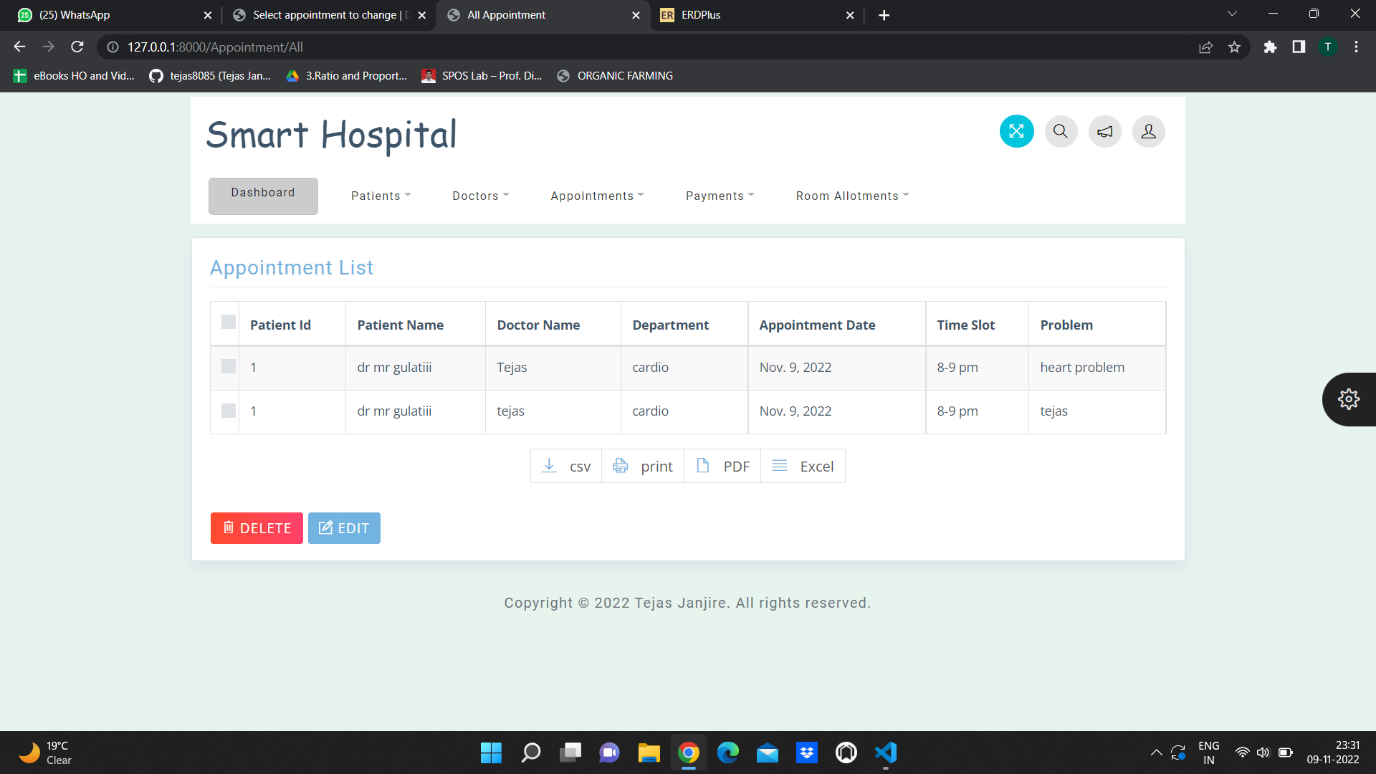 (25) WhatsApp
Select appointment to change |
All Appointment
ER ERDPlus
127.0.0.1:8000/Appointment/All
T
eBooks HO and Vid...
tejas8085 (Tejas Jan...
3.Ratio and Proport...
SPOS Lab – Prof. Di...
ORGANIC FARMING
Smart Hospital
Dashboard
Patients
Doctors
Appointments
Payments
Room Allotments
Appointment List
Patient Id Patient Name Doctor Name Department Appointment Date Time Slot Problem
1 dr mr gulatiii Tejas cardio Nov. 9, 2022 8-9 pm heart problem
1 dr mr gulatiii tejas cardio Nov. 9, 2022 8-9 pm tejas
csv print PDF Excel
DELETE EDIT
Copyright © 2022 Tejas Janjire. All rights reserved.
19°C
Clear
ENG
IN
23:31
09-11-2022